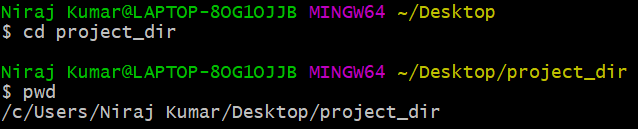 Niraj Kumar@LAPTOP-8OG1OJJB MINGW64 ~/Desktop
$ cd project_dir
Niraj Kumar@LAPTOP-8OG1OJJB MINGW64 ~/Desktop/project_dir
$ pwd
/c/Users/Niraj Kumar/Desktop/project_dir